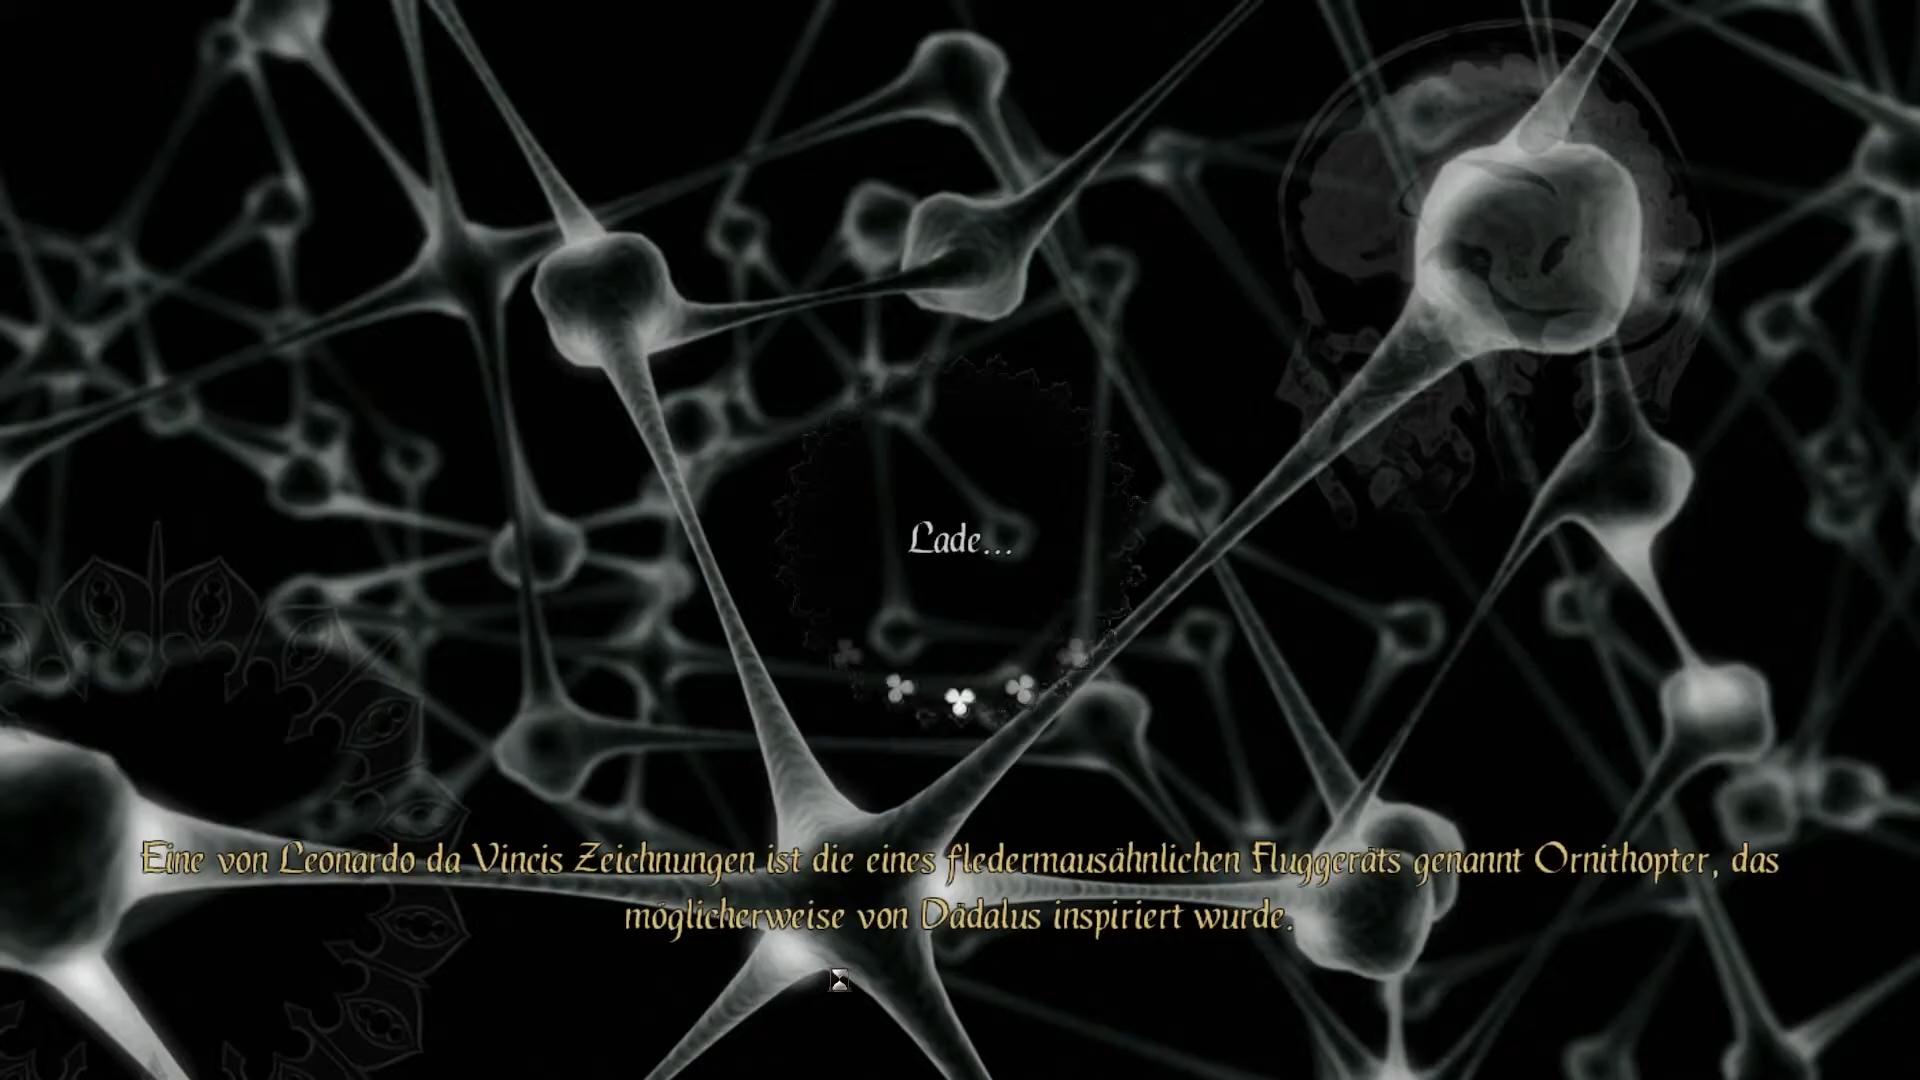 Lade...
Eine von Leonardo da Vincis Zeichnungen ist die eines fledermausähnlichen Fluggeräts genannt Ornithopter, das
möglicherweise von Dädalus inspiriert wurde.